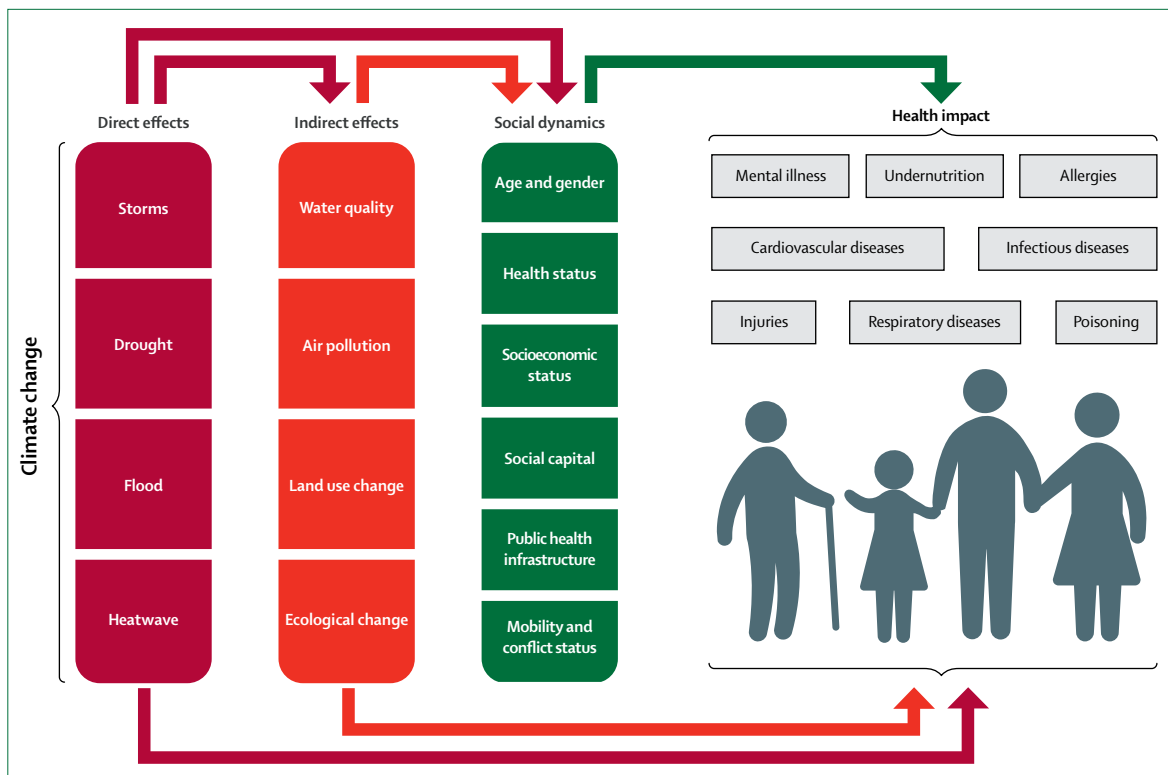 Direct effects
Indirect effects
Social dynamics
Health impact
Climate change
Storms
Drought
Flood
Heatwave
Water quality
Air pollution
Land use change
Ecological change
Age and gender
Health status
Socioeconomic
status
Social capital
Public health
infrastructure
Mobility and
conflict status
Mental illness
Undernutrition
Allergies
Cardiovascular diseases
Infectious diseases
Injuries
Respiratory diseases
Poisoning